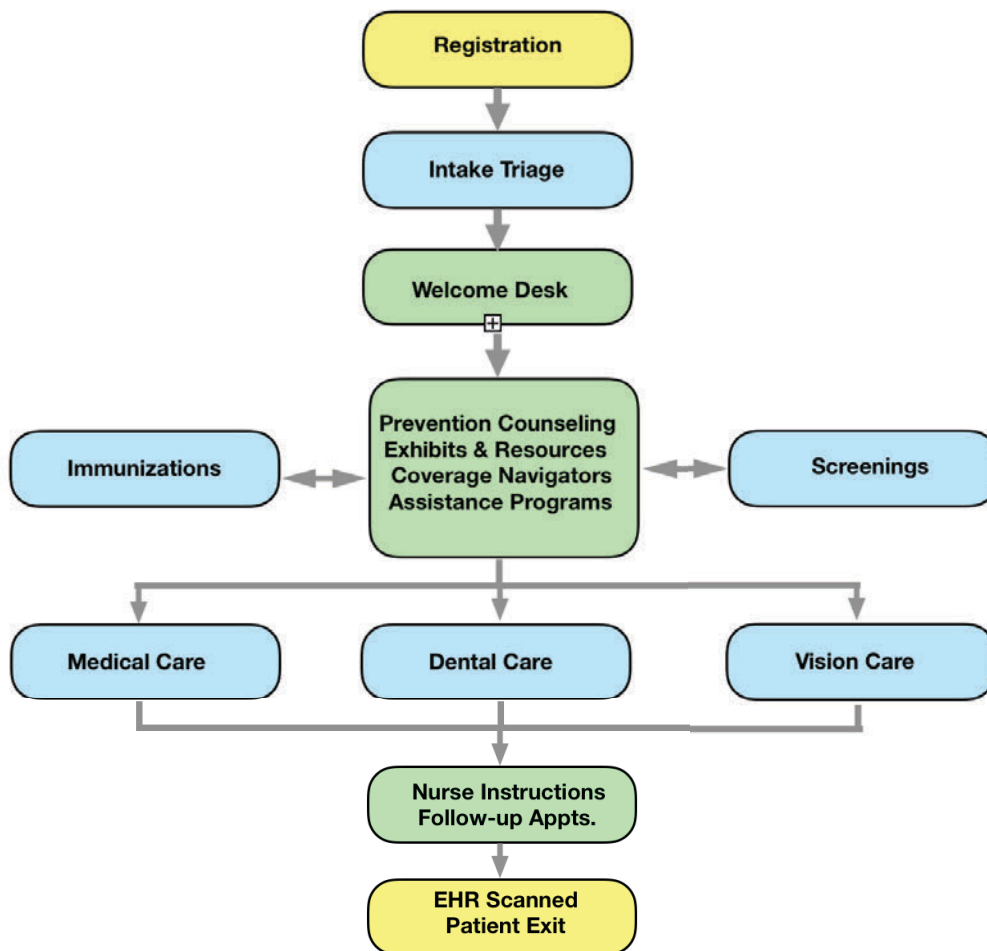 Registration
Intake Triage
Welcome Desk
Prevention Counseling
Exhibits & Resources
Coverage Navigators
Assistance Programs
Immunizations
Screenings
Medical Care
Dental Care
Vision Care
Nurse Instructions
Follow-up Appts.
EHR Scanned
Patient Exit